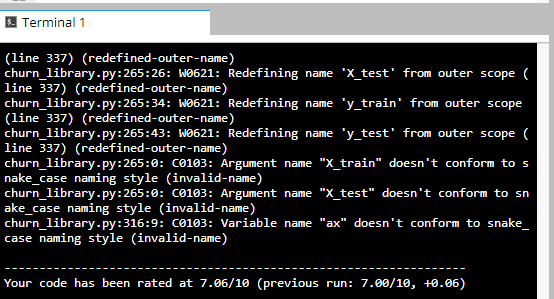 Terminal 1
(line 337) (redefined-outer-name)
churn_library.py:265:26: W0621: Redefining name 'X_test' from outer scope (
line 337) (redefined-outer-name)
churn_library.py:265:34: W0621: Redefining name 'y_train' from outer scope
(line 337) (redefined-outer-name)
churn_library.py:265:43: W0621: Redefining name 'y_test' from outer scope (
line 337) (redefined-outer-name)
churn_library.py:265:0: C0103: Argument name "X_train" doesn't conform to s
nake_case naming style (invalid-name)
churn_library.py:265:0: C0103: Argument name "X_test" doesn't conform to sn
ake_case naming style (invalid-name)
churn_library.py:316:9: C0103: Variable name "ax" doesn't conform to snake_
case naming style (invalid-name)
------------------------------------------------------------------
Your code has been rated at 7.06/10 (previous run: 7.00/10, +0.06)